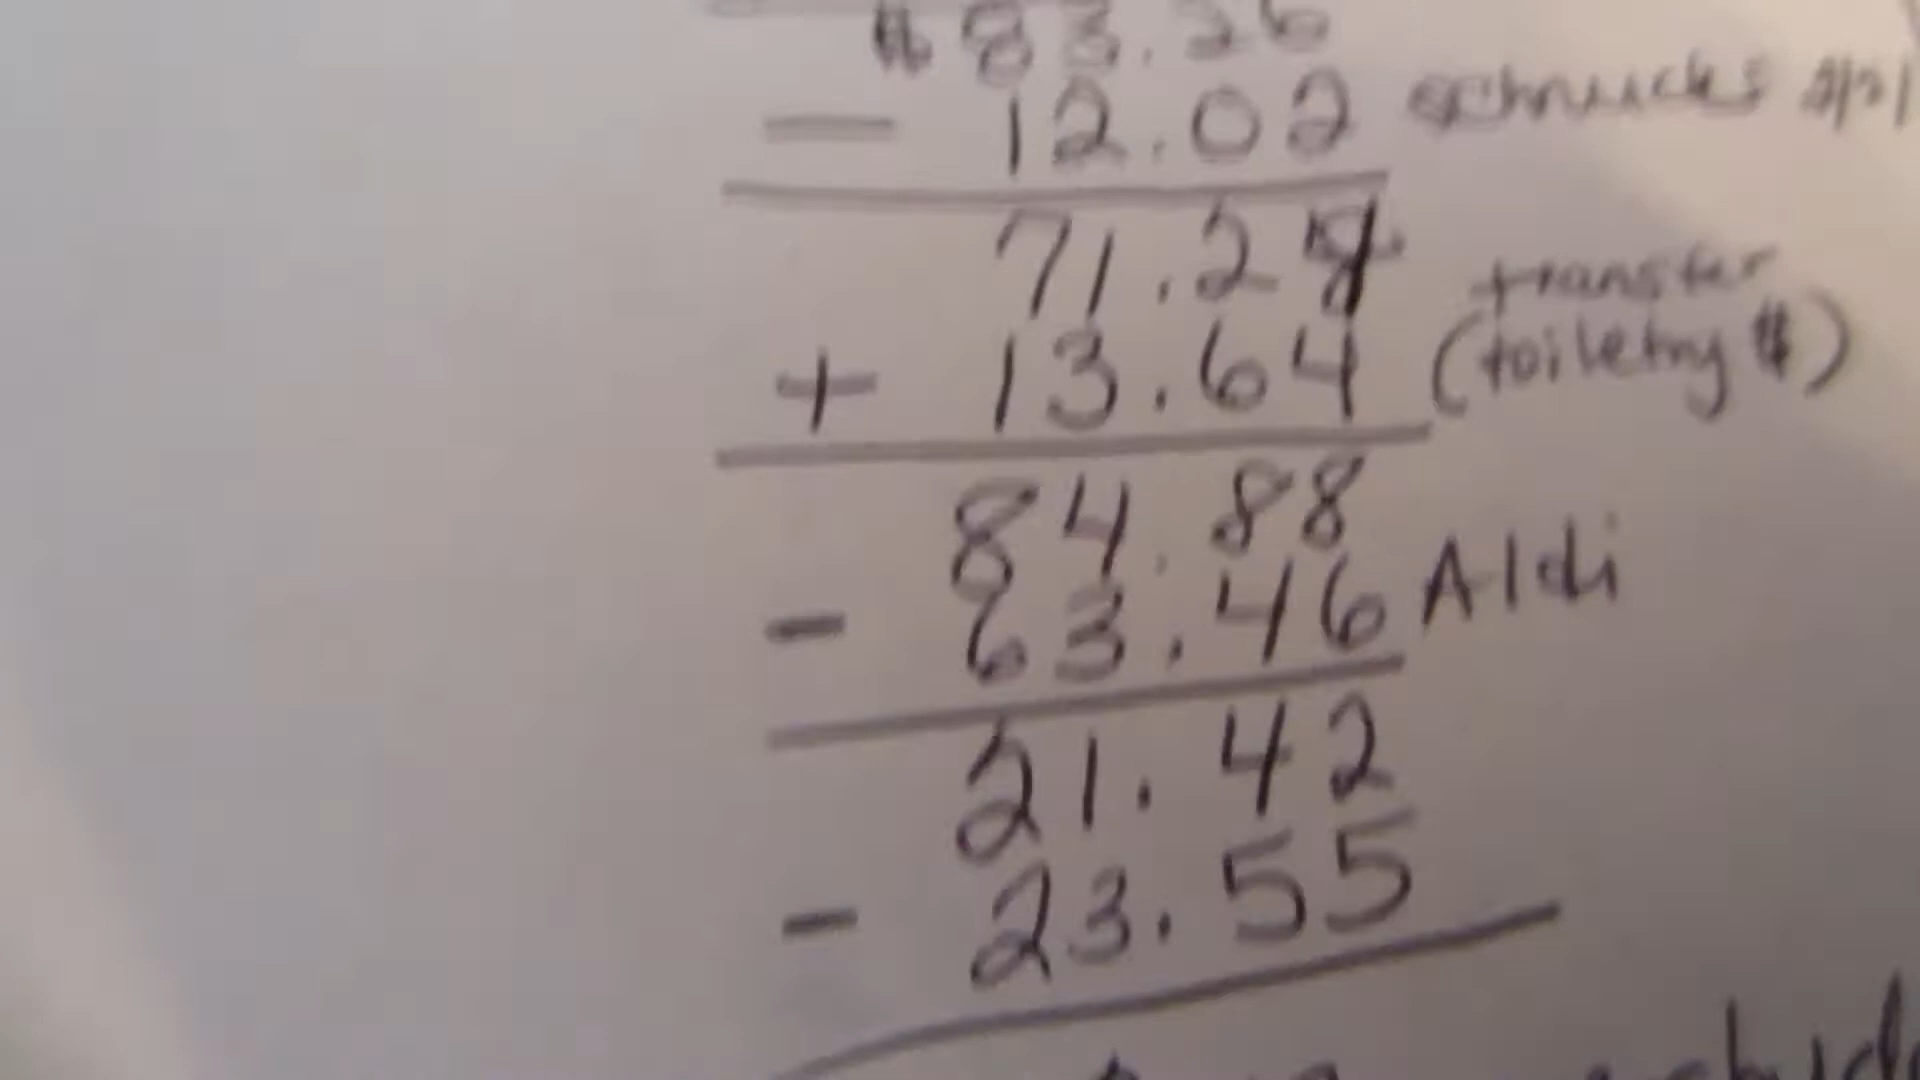 $83.26
- 12.02 schnucks
71.24
+ 13.64 transfer (toiletry $)
84.88
- 63.46 Aldi
21.42
- 23.55